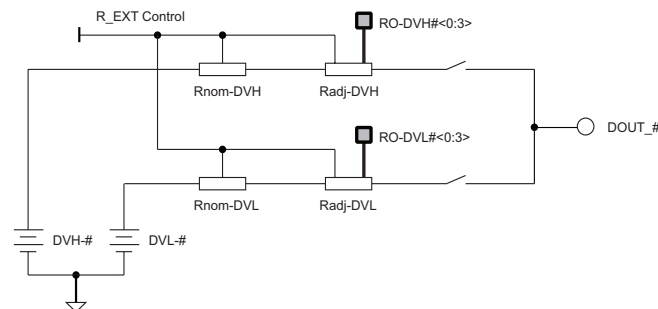 R_EXT Control
RO-DVH#<0:3>
Rnom-DVH
Radj-DVH
RO-DVL#<0:3>
DOUT_#
Rnom-DVL
Radj-DVL
DVH-#
DVL-#